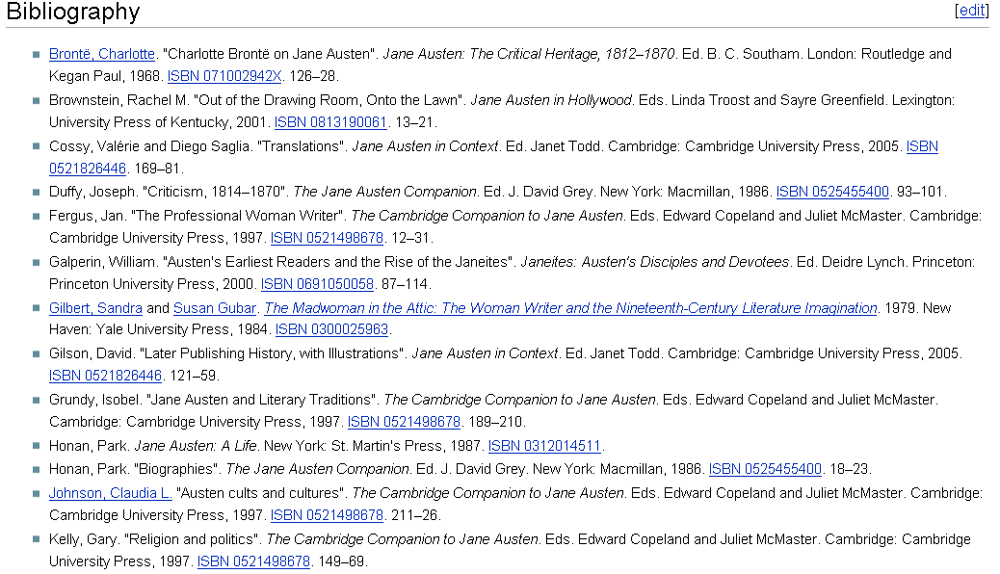 Bibliography [edit]
Brontë, Charlotte. "Charlotte Brontë on Jane Austen". Jane Austen: The Critical Heritage, 1812–1870. Ed. B. C. Southam. London: Routledge and
Kegan Paul, 1968. ISBN 071002942X. 126–28.
Brownstein, Rachel M. "Out of the Drawing Room, Onto the Lawn". Jane Austen in Hollywood. Eds. Linda Troost and Sayre Greenfield. Lexington:
University Press of Kentucky, 2001. ISBN 0813190061. 13–21.
Cossy, Valérie and Diego Saglia. "Translations". Jane Austen in Context. Ed. Janet Todd. Cambridge: Cambridge University Press, 2005. ISBN
0521826446. 169–81.
Duffy, Joseph. "Criticism, 1814–1870". The Jane Austen Companion. Ed. J. David Grey. New York: Macmillan, 1986. ISBN 0525455400. 93–101.
Fergus, Jan. "The Professional Woman Writer". The Cambridge Companion to Jane Austen. Eds. Edward Copeland and Juliet McMaster. Cambridge:
Cambridge University Press, 1997. ISBN 0521498678. 12–31.
Galperin, William. "Austen's Earliest Readers and the Rise of the Janeites". Janeites: Austen's Disciples and Devotees. Ed. Deidre Lynch. Princeton:
Princeton University Press, 2000. ISBN 0691050058. 87–114.
Gilbert, Sandra and Susan Gubar. The Madwoman in the Attic: The Woman Writer and the Nineteenth-Century Literature Imagination. 1979. New
Haven: Yale University Press, 1984. ISBN 0300025963.
Gilson, David. "Later Publishing History, with Illustrations". Jane Austen in Context. Ed. Janet Todd. Cambridge: Cambridge University Press, 2005.
ISBN 0521826446. 121–59.
Grundy, Isobel. "Jane Austen and Literary Traditions". The Cambridge Companion to Jane Austen. Eds. Edward Copeland and Juliet McMaster.
Cambridge: Cambridge University Press, 1997. ISBN 0521498678. 189–210.
Honan, Park. Jane Austen: A Life. New York: St. Martin's Press, 1987. ISBN 0312014511.
Honan, Park. "Biographies". The Jane Austen Companion. Ed. J. David Grey. New York: Macmillan, 1986. ISBN 0525455400. 18–23.
Johnson, Claudia L. "Austen cults and cultures". The Cambridge Companion to Jane Austen. Eds. Edward Copeland and Juliet McMaster. Cambridge:
Cambridge University Press, 1997. ISBN 0521498678. 211–26.
Kelly, Gary. "Religion and politics". The Cambridge Companion to Jane Austen. Eds. Edward Copeland and Juliet McMaster. Cambridge: Cambridge
University Press, 1997. ISBN 0521498678. 149–69.